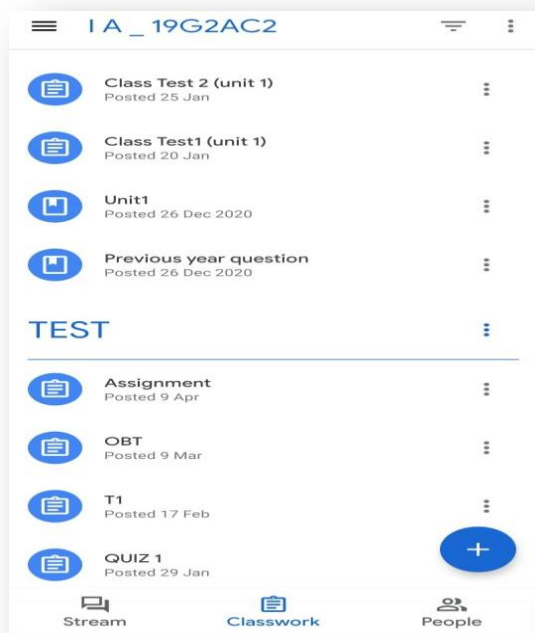 I A _ 19G2AC2
Class Test 2 (unit 1)
Posted 25 Jan
Class Test1 (unit 1)
Posted 20 Jan
Unit1
Posted 26 Dec 2020
Previous year question
Posted 26 Dec 2020
TEST
Assignment
Posted 9 Apr
OBT
Posted 9 Mar
T1
Posted 17 Feb
QUIZ 1
Posted 29 Jan
Stream Classwork People